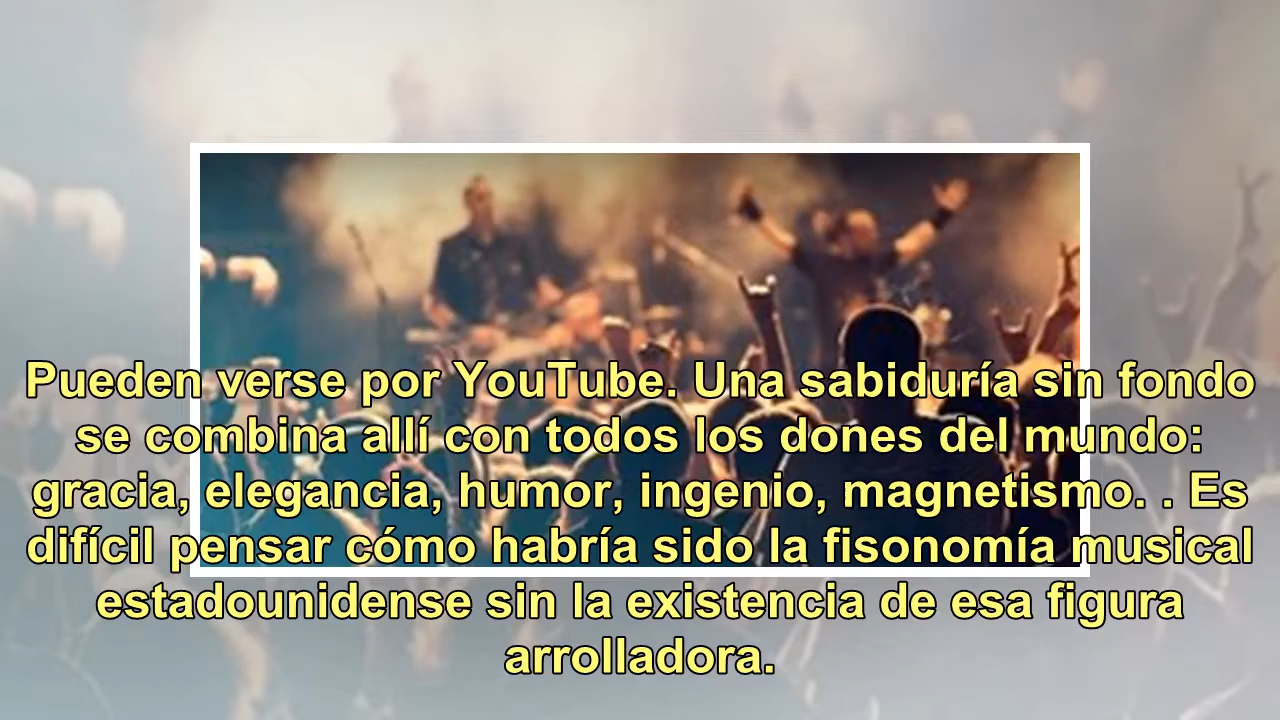 Pueden verse por YouTube. Una sabiduría sin fondo
se combina allí con todos los dones del mundo:
gracia, elegancia, humor, ingenio, magnetismo. . Es
difícil pensar cómo habría sido la fisonomía musical
estadounidense sin la existencia de esa figura
arrolladora.